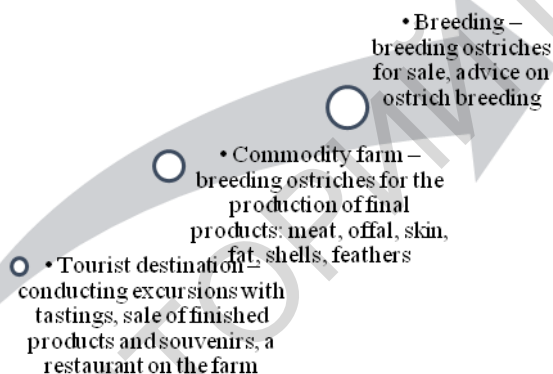 • Breeding –
breeding ostriches
for sale, advice on
ostrich breeding
• Commodity farm –
breeding ostriches for the
production of final
products: meat, offal, skin,
fat, shells, feathers
• Tourist destination –
conducting excursions with
tastings, sale of finished
products and souvenirs, a
restaurant on the farm